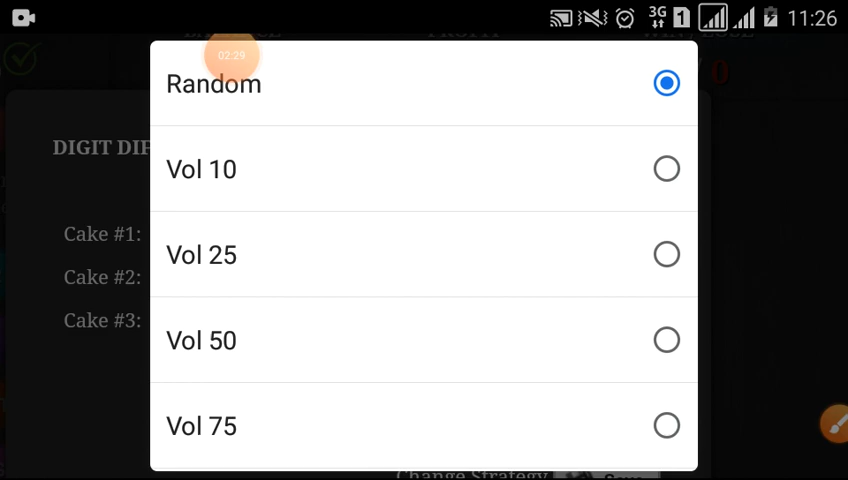 3G 1 11:26
02:29
Random
DIGIT DIF
Vol 10
Cake #1:
Vol 25
Cake #2:
Cake #3:
Vol 50
Vol 75
Change Strategy